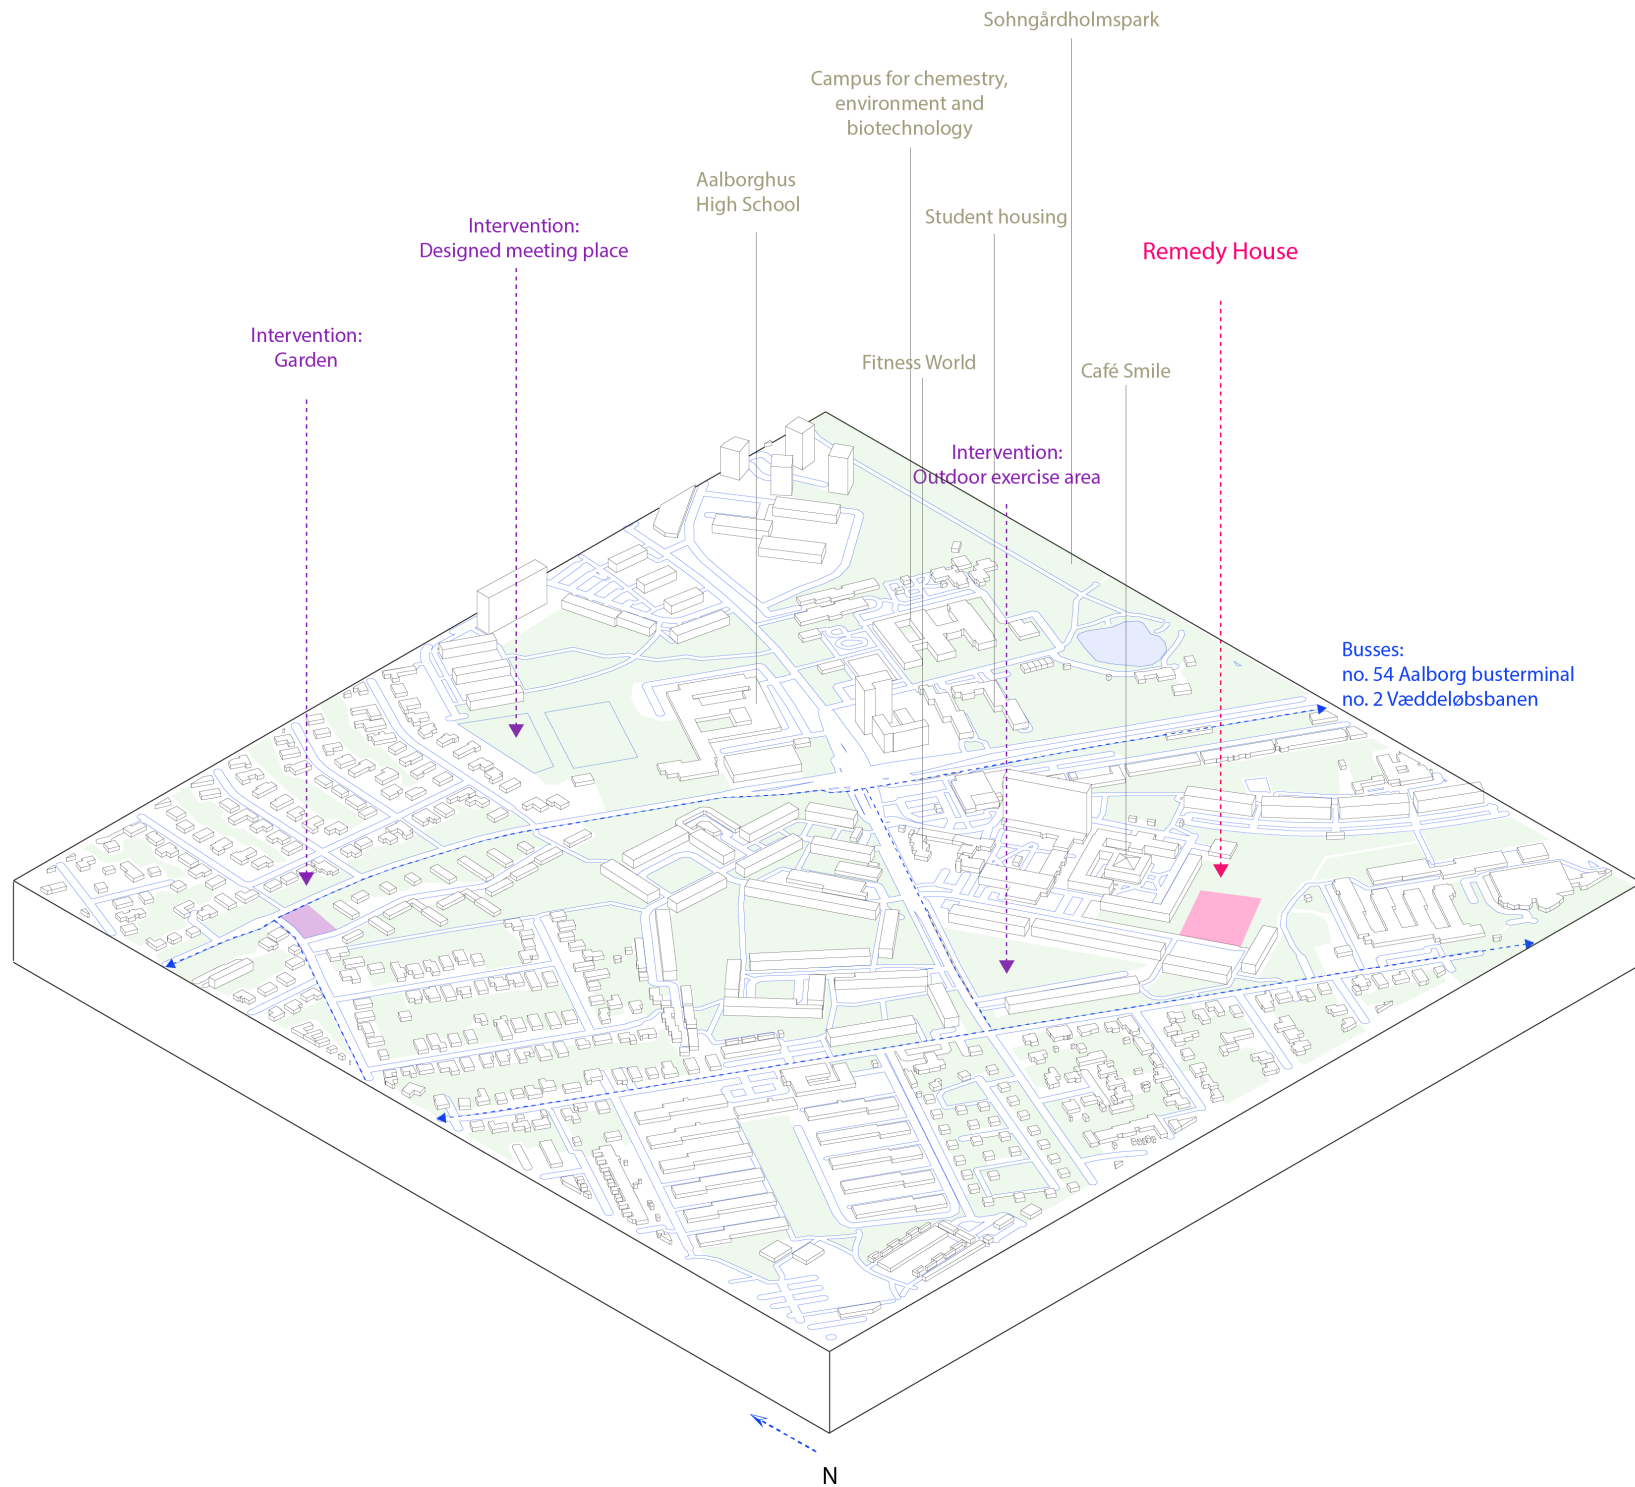 Sohngårdholmspark
Campus for chemestry,
environment and
biotechnology
Aalborghus
High School
Student housing
Intervention:
Designed meeting place
Remedy House
Intervention:
Garden
Fitness World
Café Smile
Intervention:
Outdoor exercise area
Busses:
no. 54 Aalborg busterminal
no. 2 Væddeløbsbanen
N